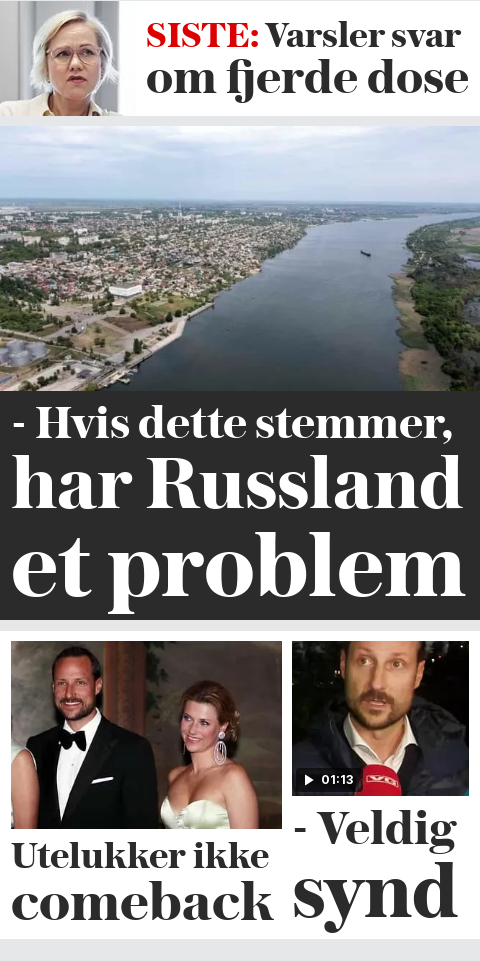 SISTE: Varsler svar
om fjerde dose
- Hvis dette stemmer,
har Russland
et problem
01:13
VG
Utelukker ikke
comeback
- Veldig
synd